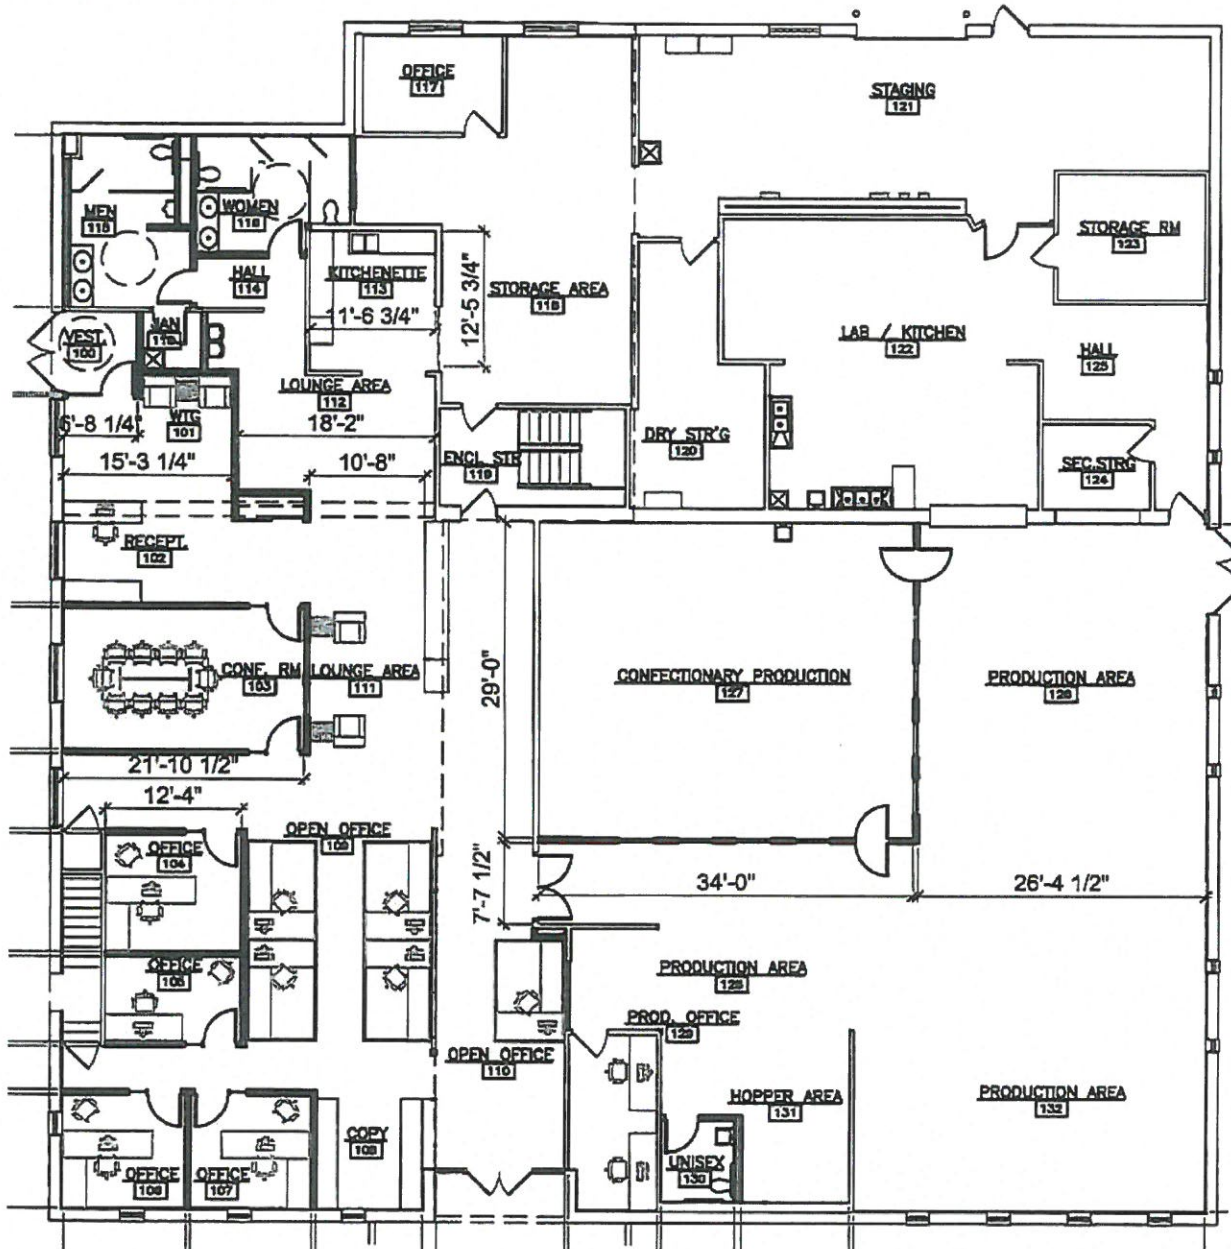 OFFICE
117
STAGING
121
MEN
115
WOMEN
116
STORAGE RM
123
HALL
114
KITCHENETTE
113
12'-5 3/4"
STORAGE AREA
118
1'-6 3/4"
LAB / KITCHEN
122
VEST.
100
JAN
HALL
125
LOUNGE AREA
112
6'-8 1/4"
WTG
101
18'-2"
DRY STR'G
120
15'-3 1/4"
10'-8"
ENCL STR
119
SEC.STRG
124
RECEPT.
102
CONF. RM
103
LOUNGE AREA
111
29'-0"
CONFECTIONARY PRODUCTION
127
PRODUCTION AREA
21'-10 1/2"
12'-4"
OPEN OFFICE
109
OFFICE
104
7'-7 1/2"
34'-0"
26'-4 1/2"
OFFICE
105
PRODUCTION AREA
PROD. OFFICE
129
OPEN OFFICE
110
HOPPER AREA
131
PRODUCTION AREA
132
COPY
OFFICE
106
OFFICE
107
UNISEX
130